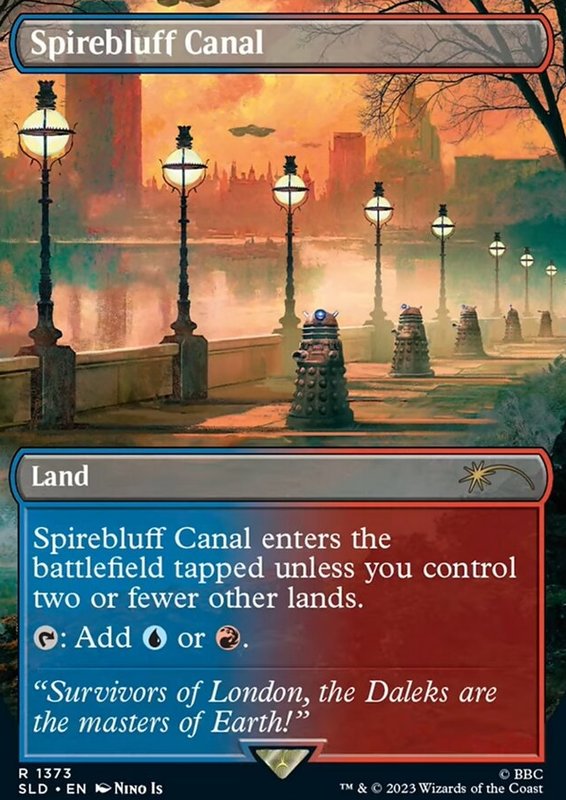 Spirebluff Canal
Land
Spirebluff Canal enters the
battlefield tapped unless you control
two or fewer other lands.
: Add or .
“Survivors of London, the Daleks are
the masters of Earth!”
R 1373
SLD • EN Nino Is
© BBC
™ & © 2023 Wizards of the Coast